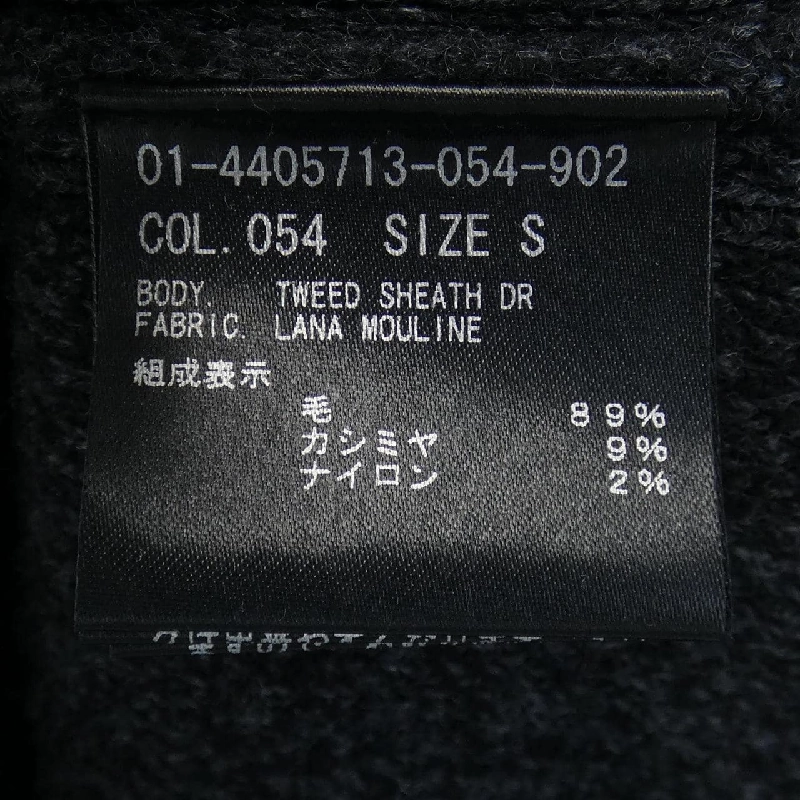 01-4405713-054-902
COL. 054 SIZE S
BODY. TWEED SHEATH DR
FABRIC. LANA MOULINE
組成表示
毛 89%
カシミヤ 9%
ナイロン 2%